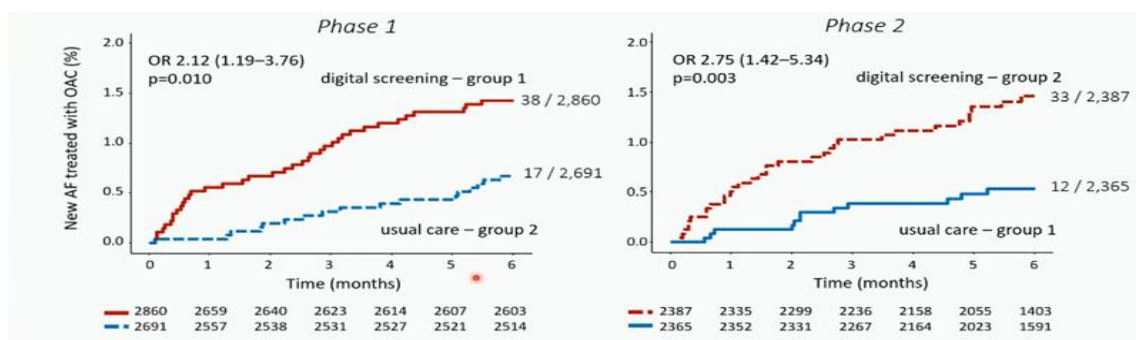 Phase 1
New AF treated with OAC (%)
2.0
1.5
1.0
0.5
0.0
OR 2.12 (1.19–3.76)
p=0.010
digital screening – group 1
38 / 2,860
17 / 2,691
usual care – group 2
0 1 2 3 4 5 6
Time (months)
2860 2659 2640 2623 2614 2607 2603
2691 2557 2538 2531 2527 2521 2514
Phase 2
2.0
1.5
1.0
0.5
0.0
OR 2.75 (1.42–5.34)
p=0.003
digital screening – group 2
33 / 2,387
12 / 2,365
usual care – group 1
0 1 2 3 4 5 6
Time (months)
2387 2335 2299 2236 2158 2055 1403
2365 2352 2331 2267 2164 2023 1591